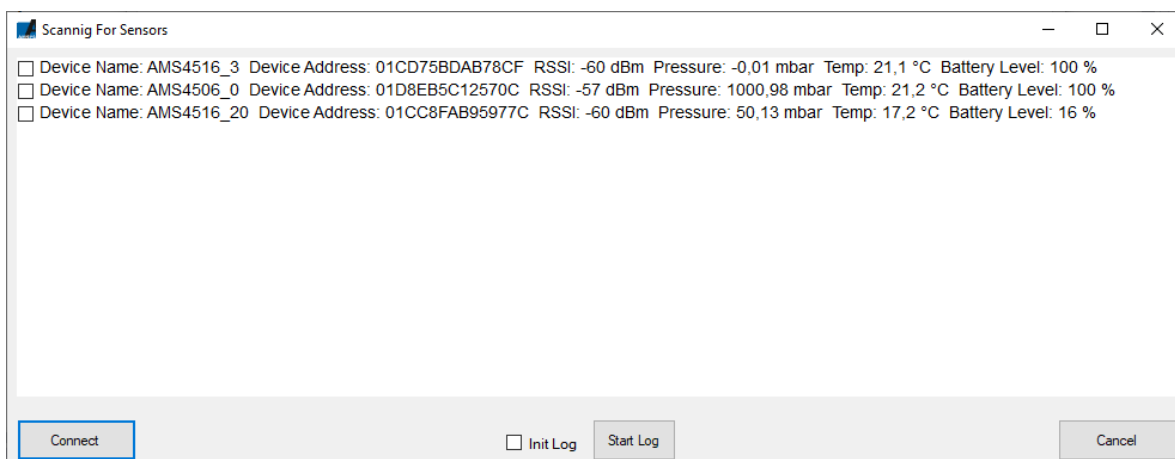 Scannig For Sensors
Device Name: AMS4516_3 Device Address: 01CD75BDAB78CF RSSI: -60 dBm Pressure: -0,01 mbar Temp: 21,1 °C Battery Level: 100 %
Device Name: AMS4506_0 Device Address: 01D8EB5C12570C RSSI: -57 dBm Pressure: 1000,98 mbar Temp: 21,2 °C Battery Level: 100 %
Device Name: AMS4516_20 Device Address: 01CC8FAB95977C RSSI: -60 dBm Pressure: 50,13 mbar Temp: 17,2 °C Battery Level: 16 %
Connect Init Log Start Log Cancel